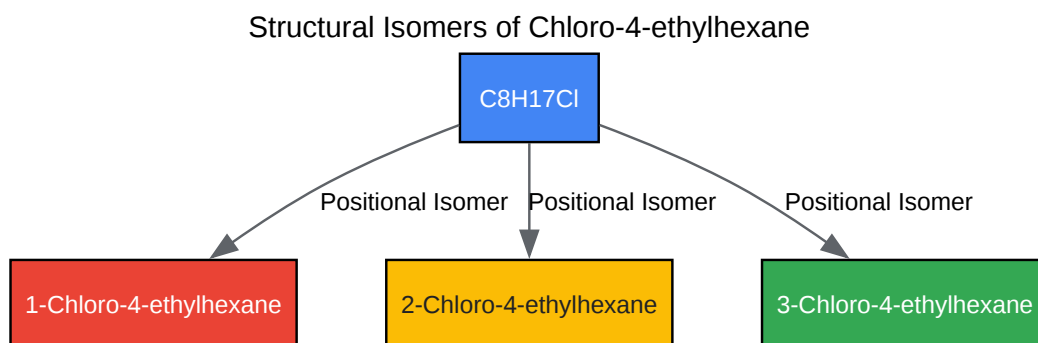 Structural Isomers of Chloro-4-ethylhexane
C8H17Cl
Positional Isomer
Positional Isomer
Positional Isomer
1-Chloro-4-ethylhexane
2-Chloro-4-ethylhexane
3-Chloro-4-ethylhexane